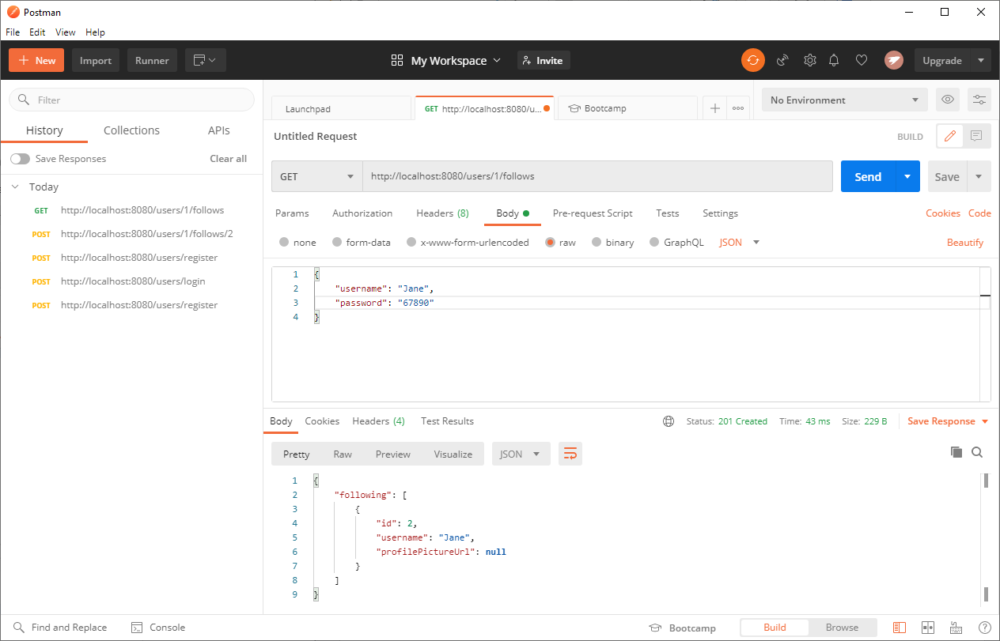 Postman
File Edit View Help
New Import Runner My Workspace Invite Upgrade
Filter
History Collections APIs
Save Responses Clear all
Today
GET http://localhost:8080/users/1/follows
POST http://localhost:8080/users/1/follows/2
POST http://localhost:8080/users/register
POST http://localhost:8080/users/login
POST http://localhost:8080/users/register
Launchpad GET http://localhost:8080/u... Bootcamp No Environment
Untitled Request BUILD
GET http://localhost:8080/users/1/follows Send Save
Params Authorization Headers (8) Body Pre-request Script Tests Settings Cookies Code
none form-data x-www-form-urlencoded raw binary GraphQL JSON Beautify
1 {
2 "username": "Jane",
3 "password": "67890"
4 }
Body Cookies Headers (4) Test Results Status: 201 Created Time: 43 ms Size: 229 B Save Response
Pretty Raw Preview Visualize JSON
1 {
2 "following": [
3 {
4 "id": 2,
5 "username": "Jane",
6 "profilePictureUrl": null
7 }
8 ]
9 }
Find and Replace Console Bootcamp Build Browse